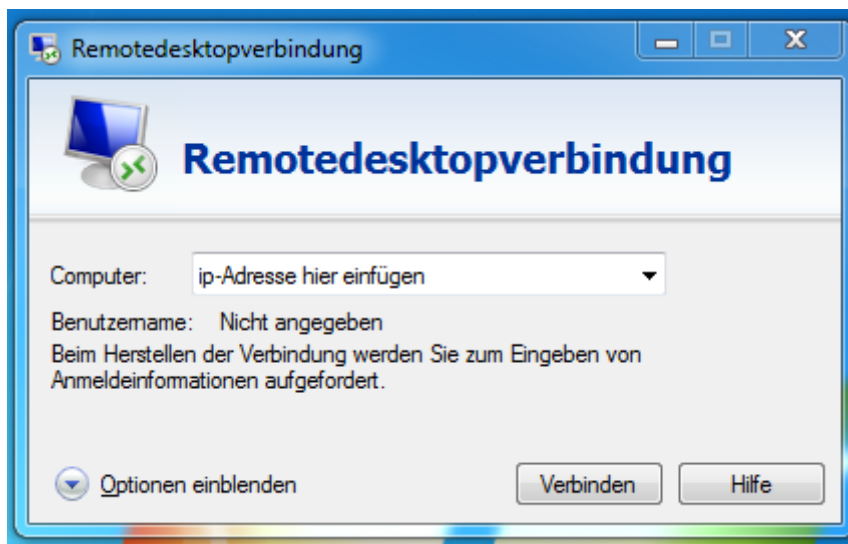 Remotedesktopverbindung
Remotedesktopverbindung
Computer: ip-Adresse hier einfügen
Benutzername: Nicht angegeben
Beim Herstellen der Verbindung werden Sie zum Eingeben von
Anmeldeinformationen aufgefordert.
Optionen einblenden Verbinden Hilfe